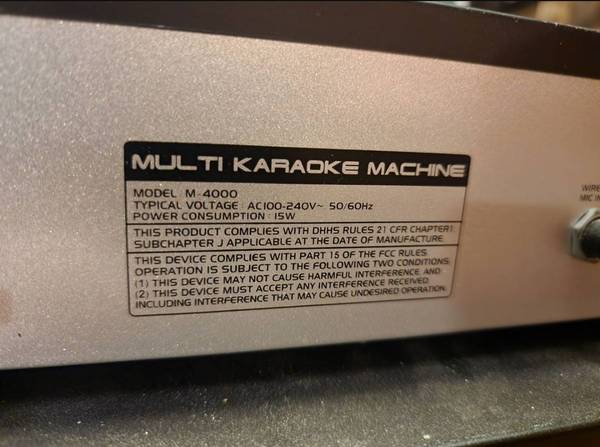 MULTI KARAOKE MACHINE
MODEL : M-4000
TYPICAL VOLTAGE : AC100-240V~ 50/60Hz
POWER CONSUMPTION : 15W
THIS PRODUCT COMPLIES WITH DHHS RULES 21 CFR CHAPTER1
SUBCHAPTER J APPLICABLE AT THE DATE OF MANUFACTURE.
THIS DEVICE COMPLIES WITH PART 15 OF THE FCC RULES.
OPERATION IS SUBJECT TO THE FOLLOWING TWO CONDITIONS:
(1) THIS DEVICE MAY NOT CAUSE HARMFUL INTERFERENCE, AND
(2) THIS DEVICE MUST ACCEPT ANY INTERFERENCE RECEIVED,
INCLUDING INTERFERENCE THAT MAY CAUSE UNDESIRED OPERATION.
WIRE
MIC IN